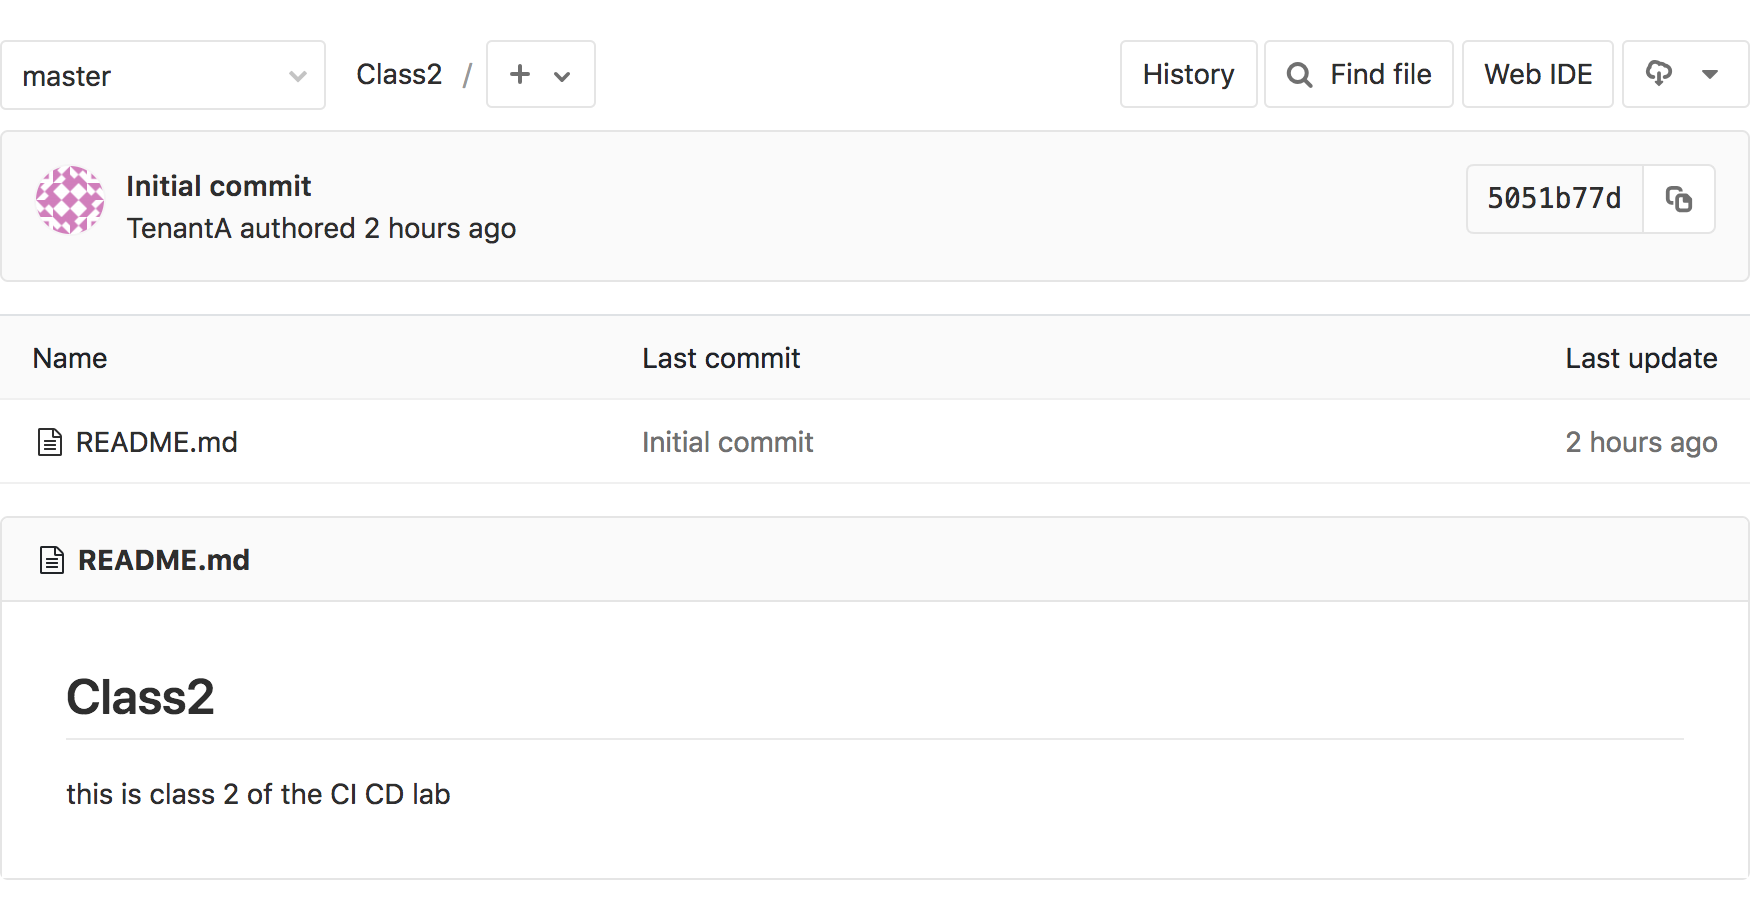 master Class2 / + History Find file Web IDE
Initial commit
TenantA authored 2 hours ago
5051b77d
Name Last commit Last update
README.md Initial commit 2 hours ago
README.md
Class2
this is class 2 of the CI CD lab